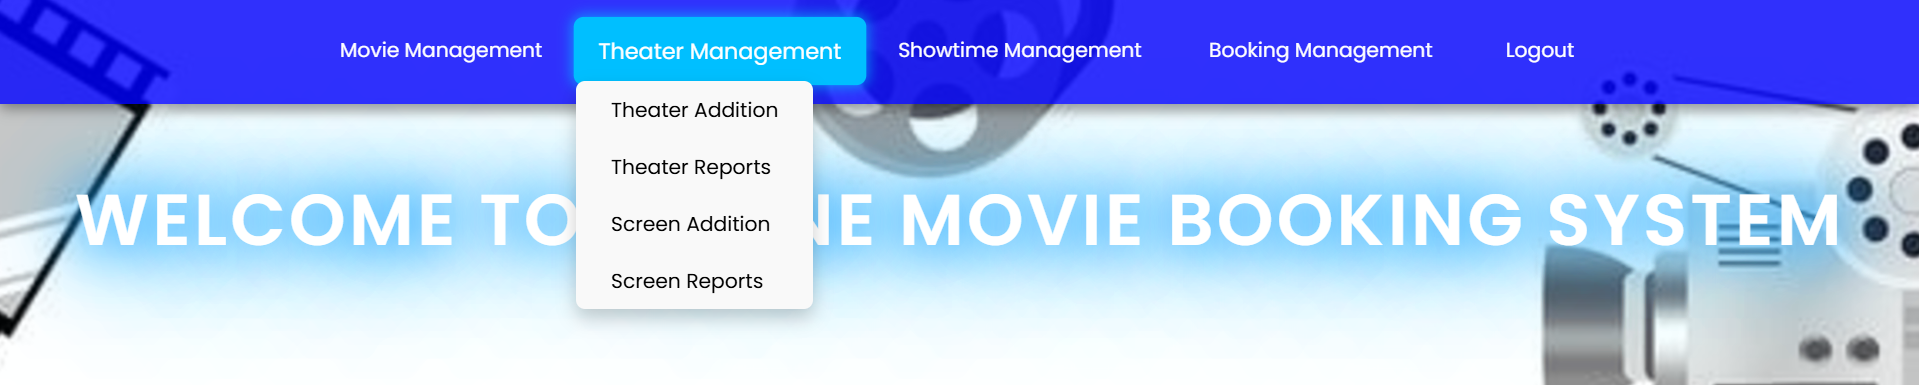 Movie Management
Theater Management
Showtime Management
Booking Management
Logout
Theater Addition
Theater Reports
Screen Addition
Screen Reports
WELCOME TO NE MOVIE BOOKING SYSTEM